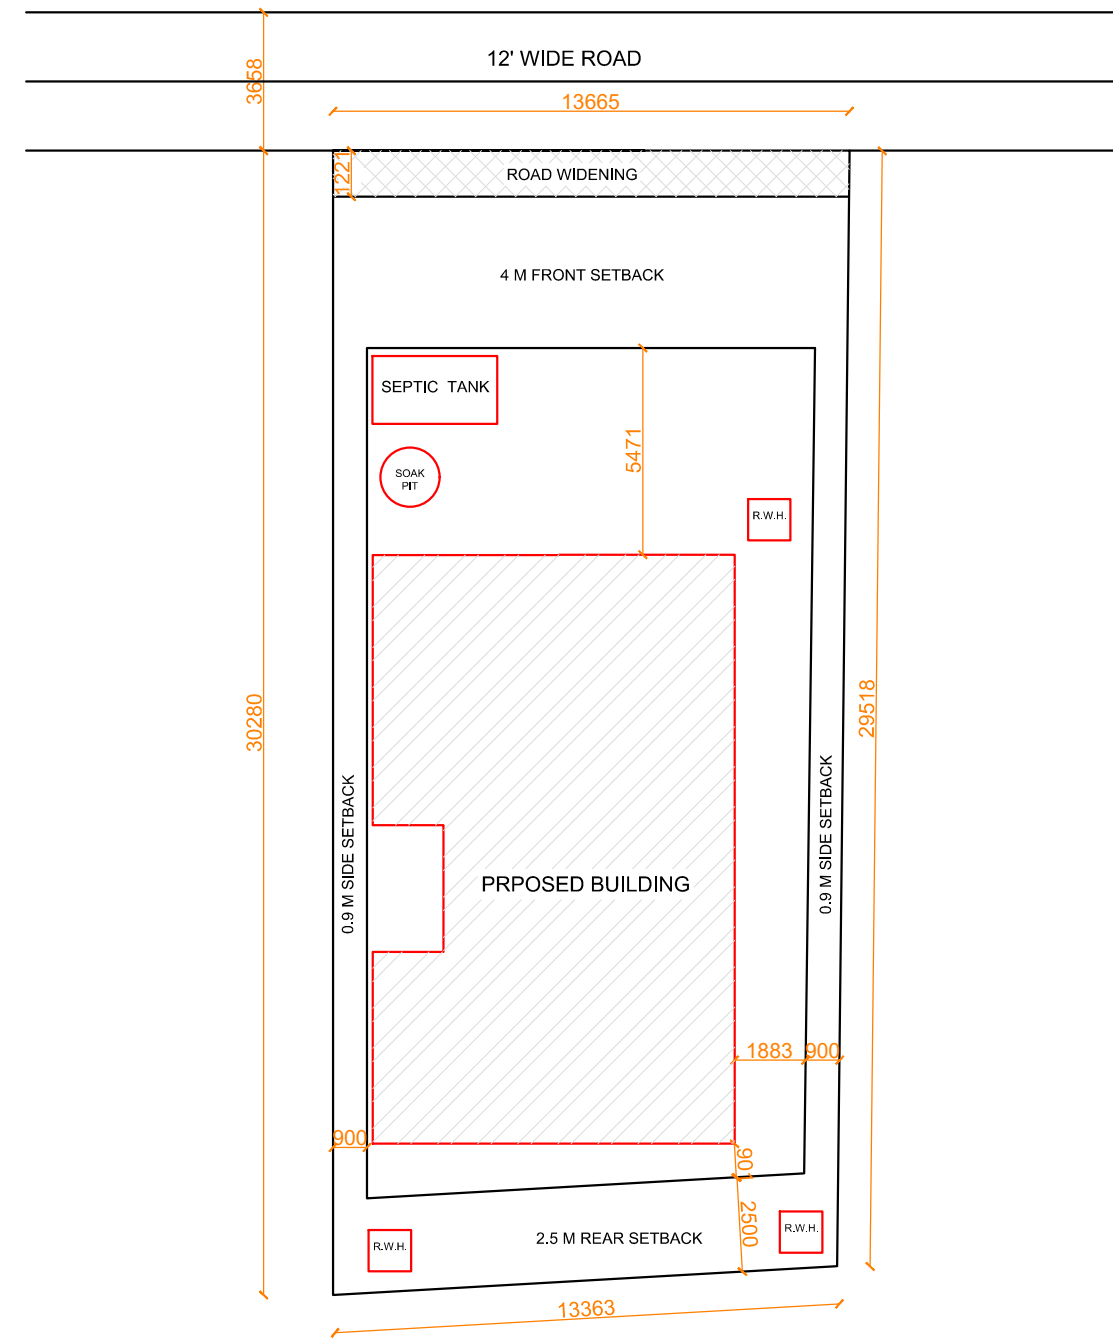 12' WIDE ROAD
3658
13665
1221
ROAD WIDENING
4 M FRONT SETBACK
SEPTIC TANK
5471
SOAK
PIT
R.W.H.
30280
29518
0.9 M SIDE SETBACK
0.9 M SIDE SETBACK
PRPOSED BUILDING
1883
900
900
901
2500
R.W.H.
2.5 M REAR SETBACK
R.W.H.
13363